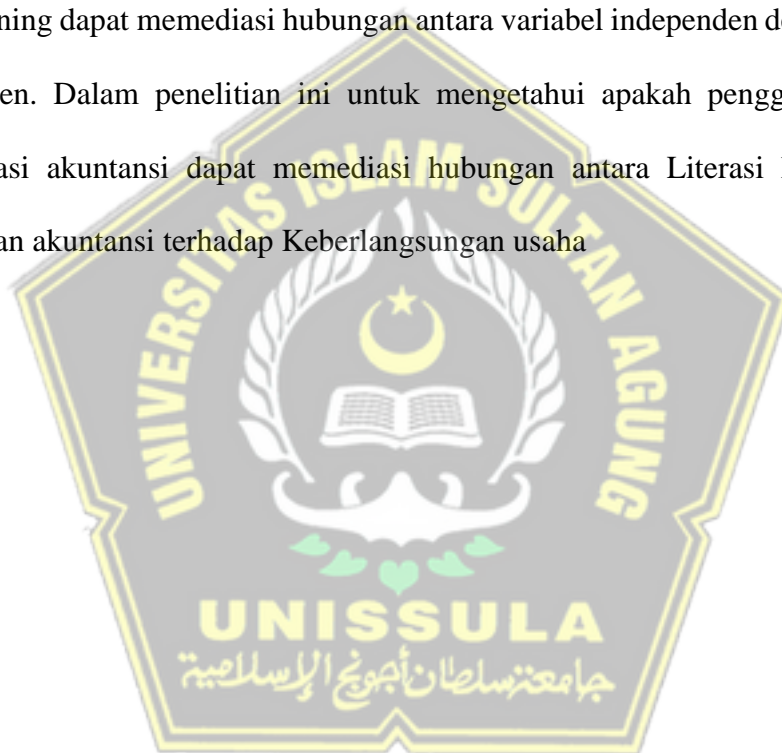 ning dapat memediasi hubungan antara variabel independen d
en. Dalam penelitian ini untuk mengetahui apakah pengg
asi akuntansi dapat memediasi hubungan antara Literasi
an akuntansi terhadap Keberlangsungan usaha
UNIVERSITAS ISLAM SULTAN AGUNG
UNISSULA
جامعة سلطان أجونج الإسلامية